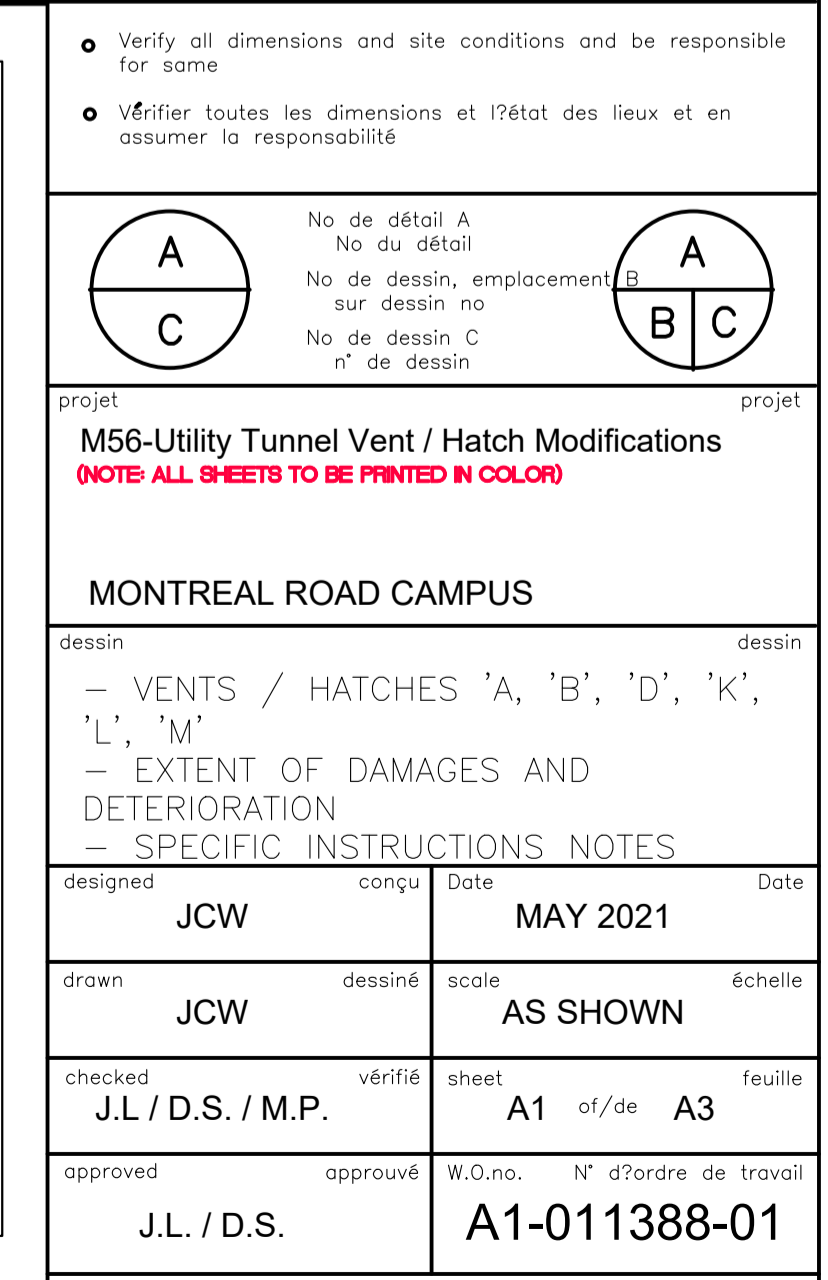 Verify all dimensions and site conditions and be responsible
for same
Vérifier toutes les dimensions et l?état des lieux et en
assumer la responsabilité
A
C
No de détail A
No du détail
No de dessin, emplacement B
sur dessin no
No de dessin C
n° de dessin
A
B C
projet projet
M56-Utility Tunnel Vent / Hatch Modifications
(NOTE: ALL SHEETS TO BE PRINTED IN COLOR)
MONTREAL ROAD CAMPUS
dessin dessin
– VENTS / HATCHES 'A, 'B', 'D', 'K',
'L', 'M'
– EXTENT OF DAMAGES AND
DETERIORATION
– SPECIFIC INSTRUCTIONS NOTES
designed conçu
JCW
Date Date
MAY 2021
drawn dessiné
JCW
scale échelle
AS SHOWN
checked vérifié
J.L / D.S. / M.P.
sheet feuille
A1 of/de A3
approved approuvé
J.L. / D.S.
W.O.no. N° d?ordre de travail
A1-011388-01